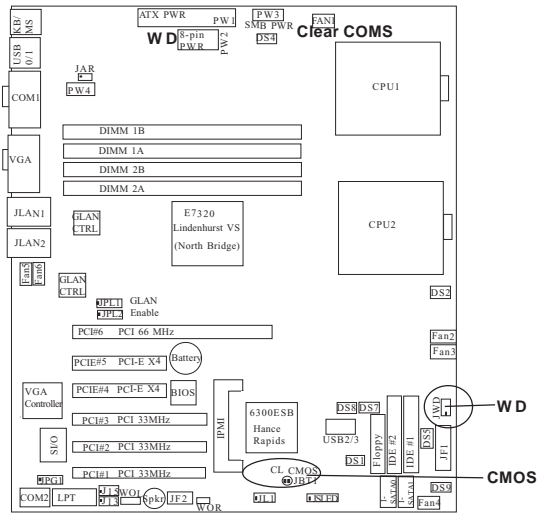 KB/
MS
ATX PWR
PW1
PW3
SMB PWR
FAN1
Clear COMS
WD
8-pin
PWR
PW2
DS4
USB
0/1
JAR
PW4
COM1
CPU1
DIMM 1B
DIMM 1A
DIMM 2B
DIMM 2A
VGA
JLAN1
JLAN2
GLAN
CTRL
E7320
Lindenhurst VS
(North Bridge)
CPU2
Fan5
Fan6
GLAN
CTRL
JPL1
JPL2
GLAN
Enable
DS2
PCI#6 PCI 66 MHz
Fan2
Fan3
PCIE#5 PCI-E X4
Battery
PCIE#4 PCI-E X4
BIOS
VGA
Controller
PCI#3 PCI 33MHz
IPMI
6300ESB
Hance
Rapids
DS8
DS7
USB2/3
Floppy
IDE #2
IDE #1
JWD
WD
SI/O
PCI#2 PCI 33MHz
DS1
DS5
JF1
PCI#1 PCI 33MHz
CL CMOS
JBT1
CMOS
JPG1
COM2
LPT
J15
J13
WOL
Spkr
JF2
WOR
JL1
JSLED
I-
SATA0
I-
SATA1
DS9
Fan4